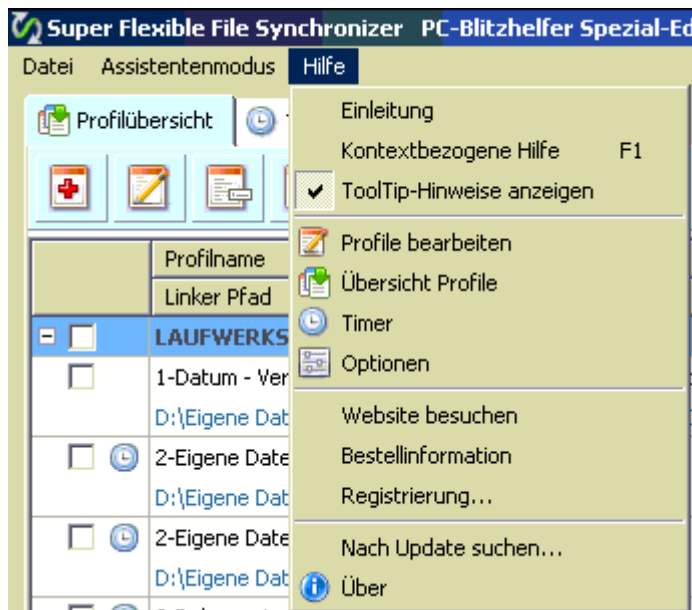 Super Flexible File Synchronizer PC-Blitzhelfer Spezial-Ed
Datei Assistentenmodus Hilfe
Profilübersicht
Einleitung
Kontextbezogene Hilfe F1
ToolTip-Hinweise anzeigen
Profile bearbeiten
Übersicht Profile
Timer
Optionen
Website besuchen
Bestellinformation
Registrierung...
Nach Update suchen...
Über
Profilname
Linker Pfad
LAUFWERKS
1-Datum - Ver
D:\Eigene Dat
2-Eigene Date
D:\Eigene Dat
2-Eigene Date
D:\Eigene Dat